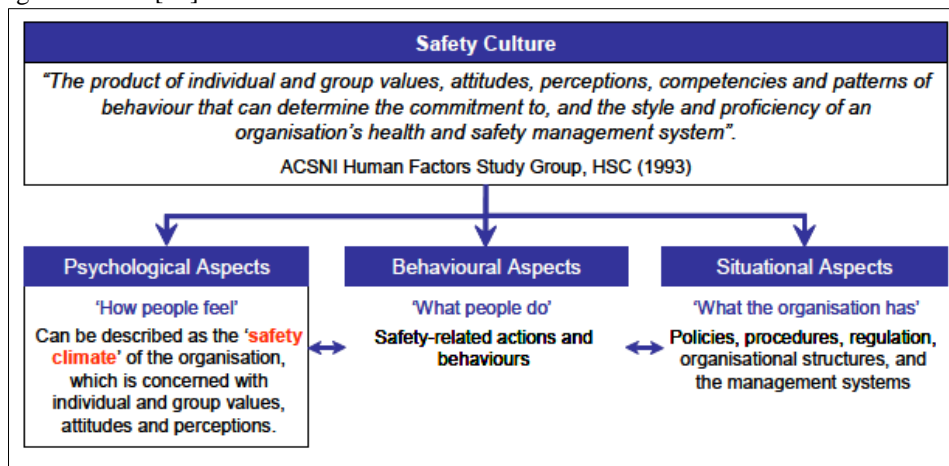 Safety Culture
“The product of individual and group values, attitudes, perceptions, competencies and patterns of
behaviour that can determine the commitment to, and the style and proficiency of an
organisation’s health and safety management system”.
ACSNI Human Factors Study Group, HSC (1993)
Psychological Aspects
‘How people feel’
Can be described as the ‘safety
climate’ of the organisation,
which is concerned with
individual and group values,
attitudes and perceptions.
Behavioural Aspects
‘What people do’
Safety-related actions and
behaviours
Situational Aspects
‘What the organisation has’
Policies, procedures, regulation,
organisational structures, and
the management systems